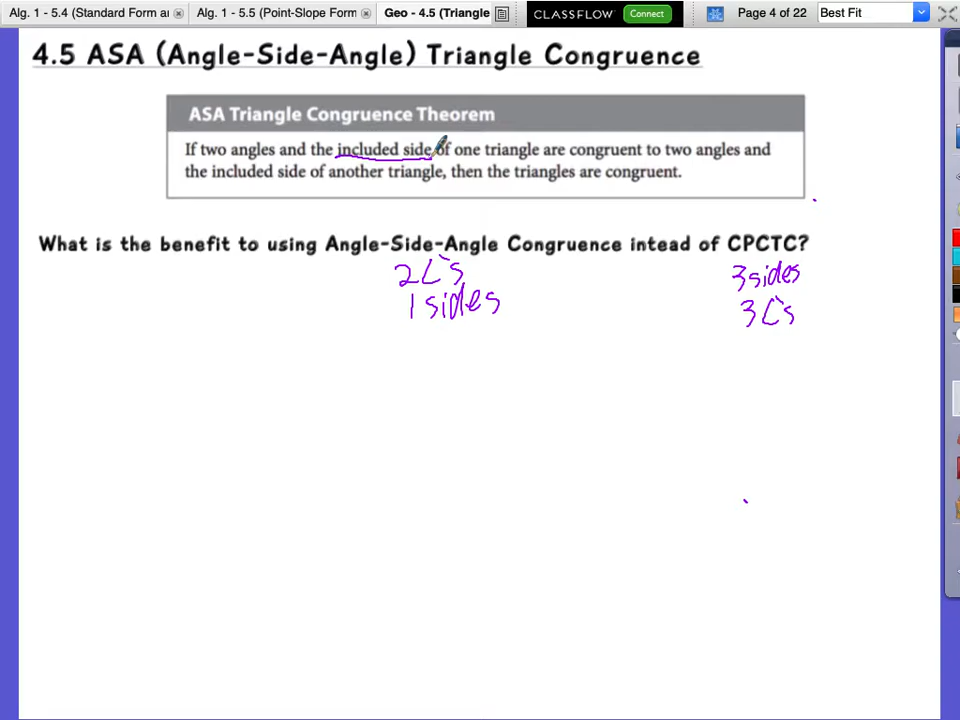 Alg. 1 - 5.4 (Standard Form ar
Alg. 1 - 5.5 (Point-Slope Form
Geo - 4.5 (Triangle
CLASSFLOW
Connect
Page 4 of 22
Best Fit
4.5 ASA (Angle-Side-Angle) Triangle Congruence
ASA Triangle Congruence Theorem
If two angles and the included side of one triangle are congruent to two angles and
the included side of another triangle, then the triangles are congruent.
What is the benefit to using Angle-Side-Angle Congruence intead of CPCTC?
2∠'s
3 sides
1 sides
3∠'s